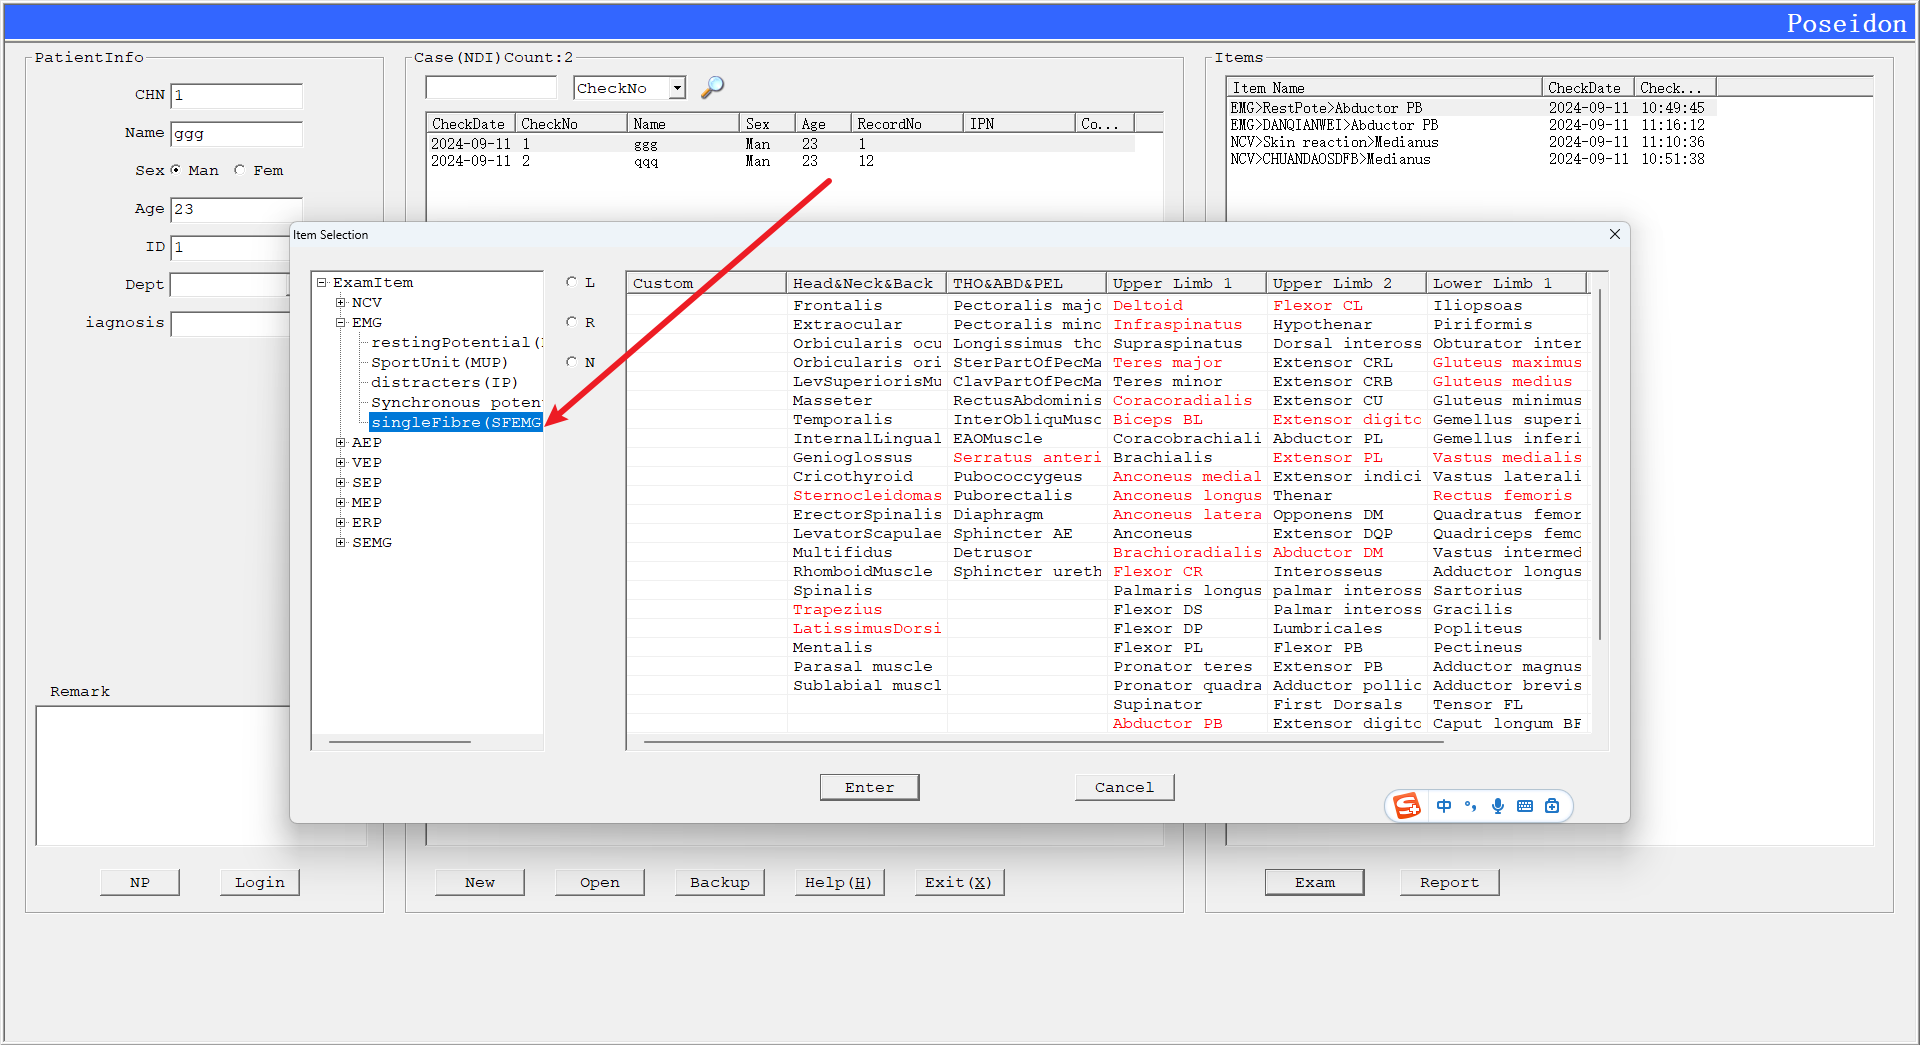 Poseidon
PatientInfo
CHN 1
Name ggg
Sex Man Fem
Age 23
ID 1
Dept
iagnosis
Remark
NP Login
Case(NDI)Count:2
CheckNo
CheckDate CheckNo Name Sex Age RecordNo IPN Co...
2024-09-11 1 ggg Man 23 1
2024-09-11 2 qqq Man 23 12
New Open Backup Help(H) Exit(X)
Items
Item Name CheckDate Check...
EMG>RestPote>Abductor PB 2024-09-11 10:49:45
EMG>DANQIANWEI>Abductor PB 2024-09-11 11:16:12
NCV>Skin reaction>Medianus 2024-09-11 11:10:36
NCV>CHUANDAOSDFB>Medianus 2024-09-11 10:51:38
Exam Report
Item Selection
ExamItem
NCV
EMG
restingPotential(
SportUnit(MUP)
distracters(IP)
Synchronous poten
singleFibre(SFEMG
AEP
VEP
SEP
MEP
ERP
SEMG
L
R
N
Custom Head&Neck&Back THO&ABD&PEL Upper Limb 1 Upper Limb 2 Lower Limb 1
Frontalis Pectoralis majc Deltoid Flexor CL Iliopsoas
Extraocular Pectoralis minc Infraspinatus Hypothenar Piriformis
Orbicularis ocu Longissimus tho Supraspinatus Dorsal inteross Obturator inter
Orbicularis ori SterPartOfPecMa Teres major Extensor CRL Gluteus maximus
LevSuperiorisMu ClavPartOfPecMa Teres minor Extensor CRB Gluteus medius
Masseter RectusAbdominis Coracoradialis Extensor CU Gluteus minimus
Temporalis InterObliquMusc Biceps BL Extensor digitc Gemellus superi
InternalLingual EAOMuscle Coracobrachiali Abductor PL Gemellus inferi
Genioglossus Serratus anteri Brachialis Extensor PL Vastus medialis
Cricothyroid Pubococcygeus Anconeus medial Extensor indici Vastus laterali
Sternocleidomas Puborectalis Anconeus longus Thenar Rectus femoris
ErectorSpinalis Diaphragm Anconeus latera Opponens DM Quadratus femor
LevatorScapulae Sphincter AE Anconeus Extensor DQP Quadriceps femo
Multifidus Detrusor Brachioradialis Abductor DM Vastus intermed
RhomboidMuscle Sphincter ureth Flexor CR Interosseus Adductor longus
Spinalis Palmaris longus palmar inteross Sartorius
Trapezius Flexor DS Palmar inteross Gracilis
LatissimusDorsi Flexor DP Lumbricales Popliteus
Mentalis Flexor PL Flexor PB Pectineus
Parasal muscle Pronator teres Extensor PB Adductor magnus
Sublabial muscl Pronator quadra Adductor pollic Adductor brevis
Supinator First Dorsals Tensor FL
Abductor PB Extensor digitc Caput longum BF
Enter Cancel
中